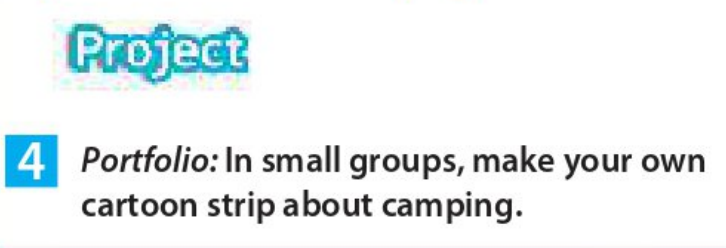 Project
4 Portfolio: In small groups, make your own
cartoon strip about camping.